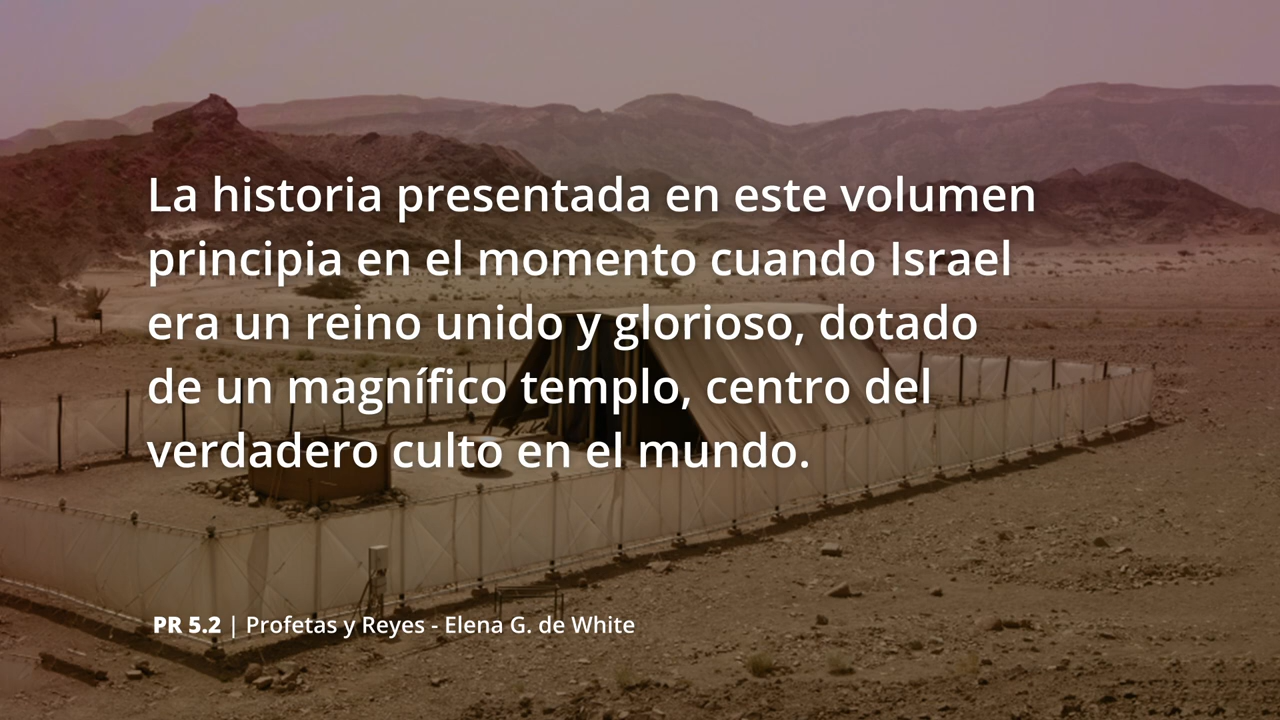 La historia presentada en este volumen
principia en el momento cuando Israel
era un reino unido y glorioso, dotado
de un magnífico templo, centro del
verdadero culto en el mundo.
PR 5.2 | Profetas y Reyes - Elena G. de White